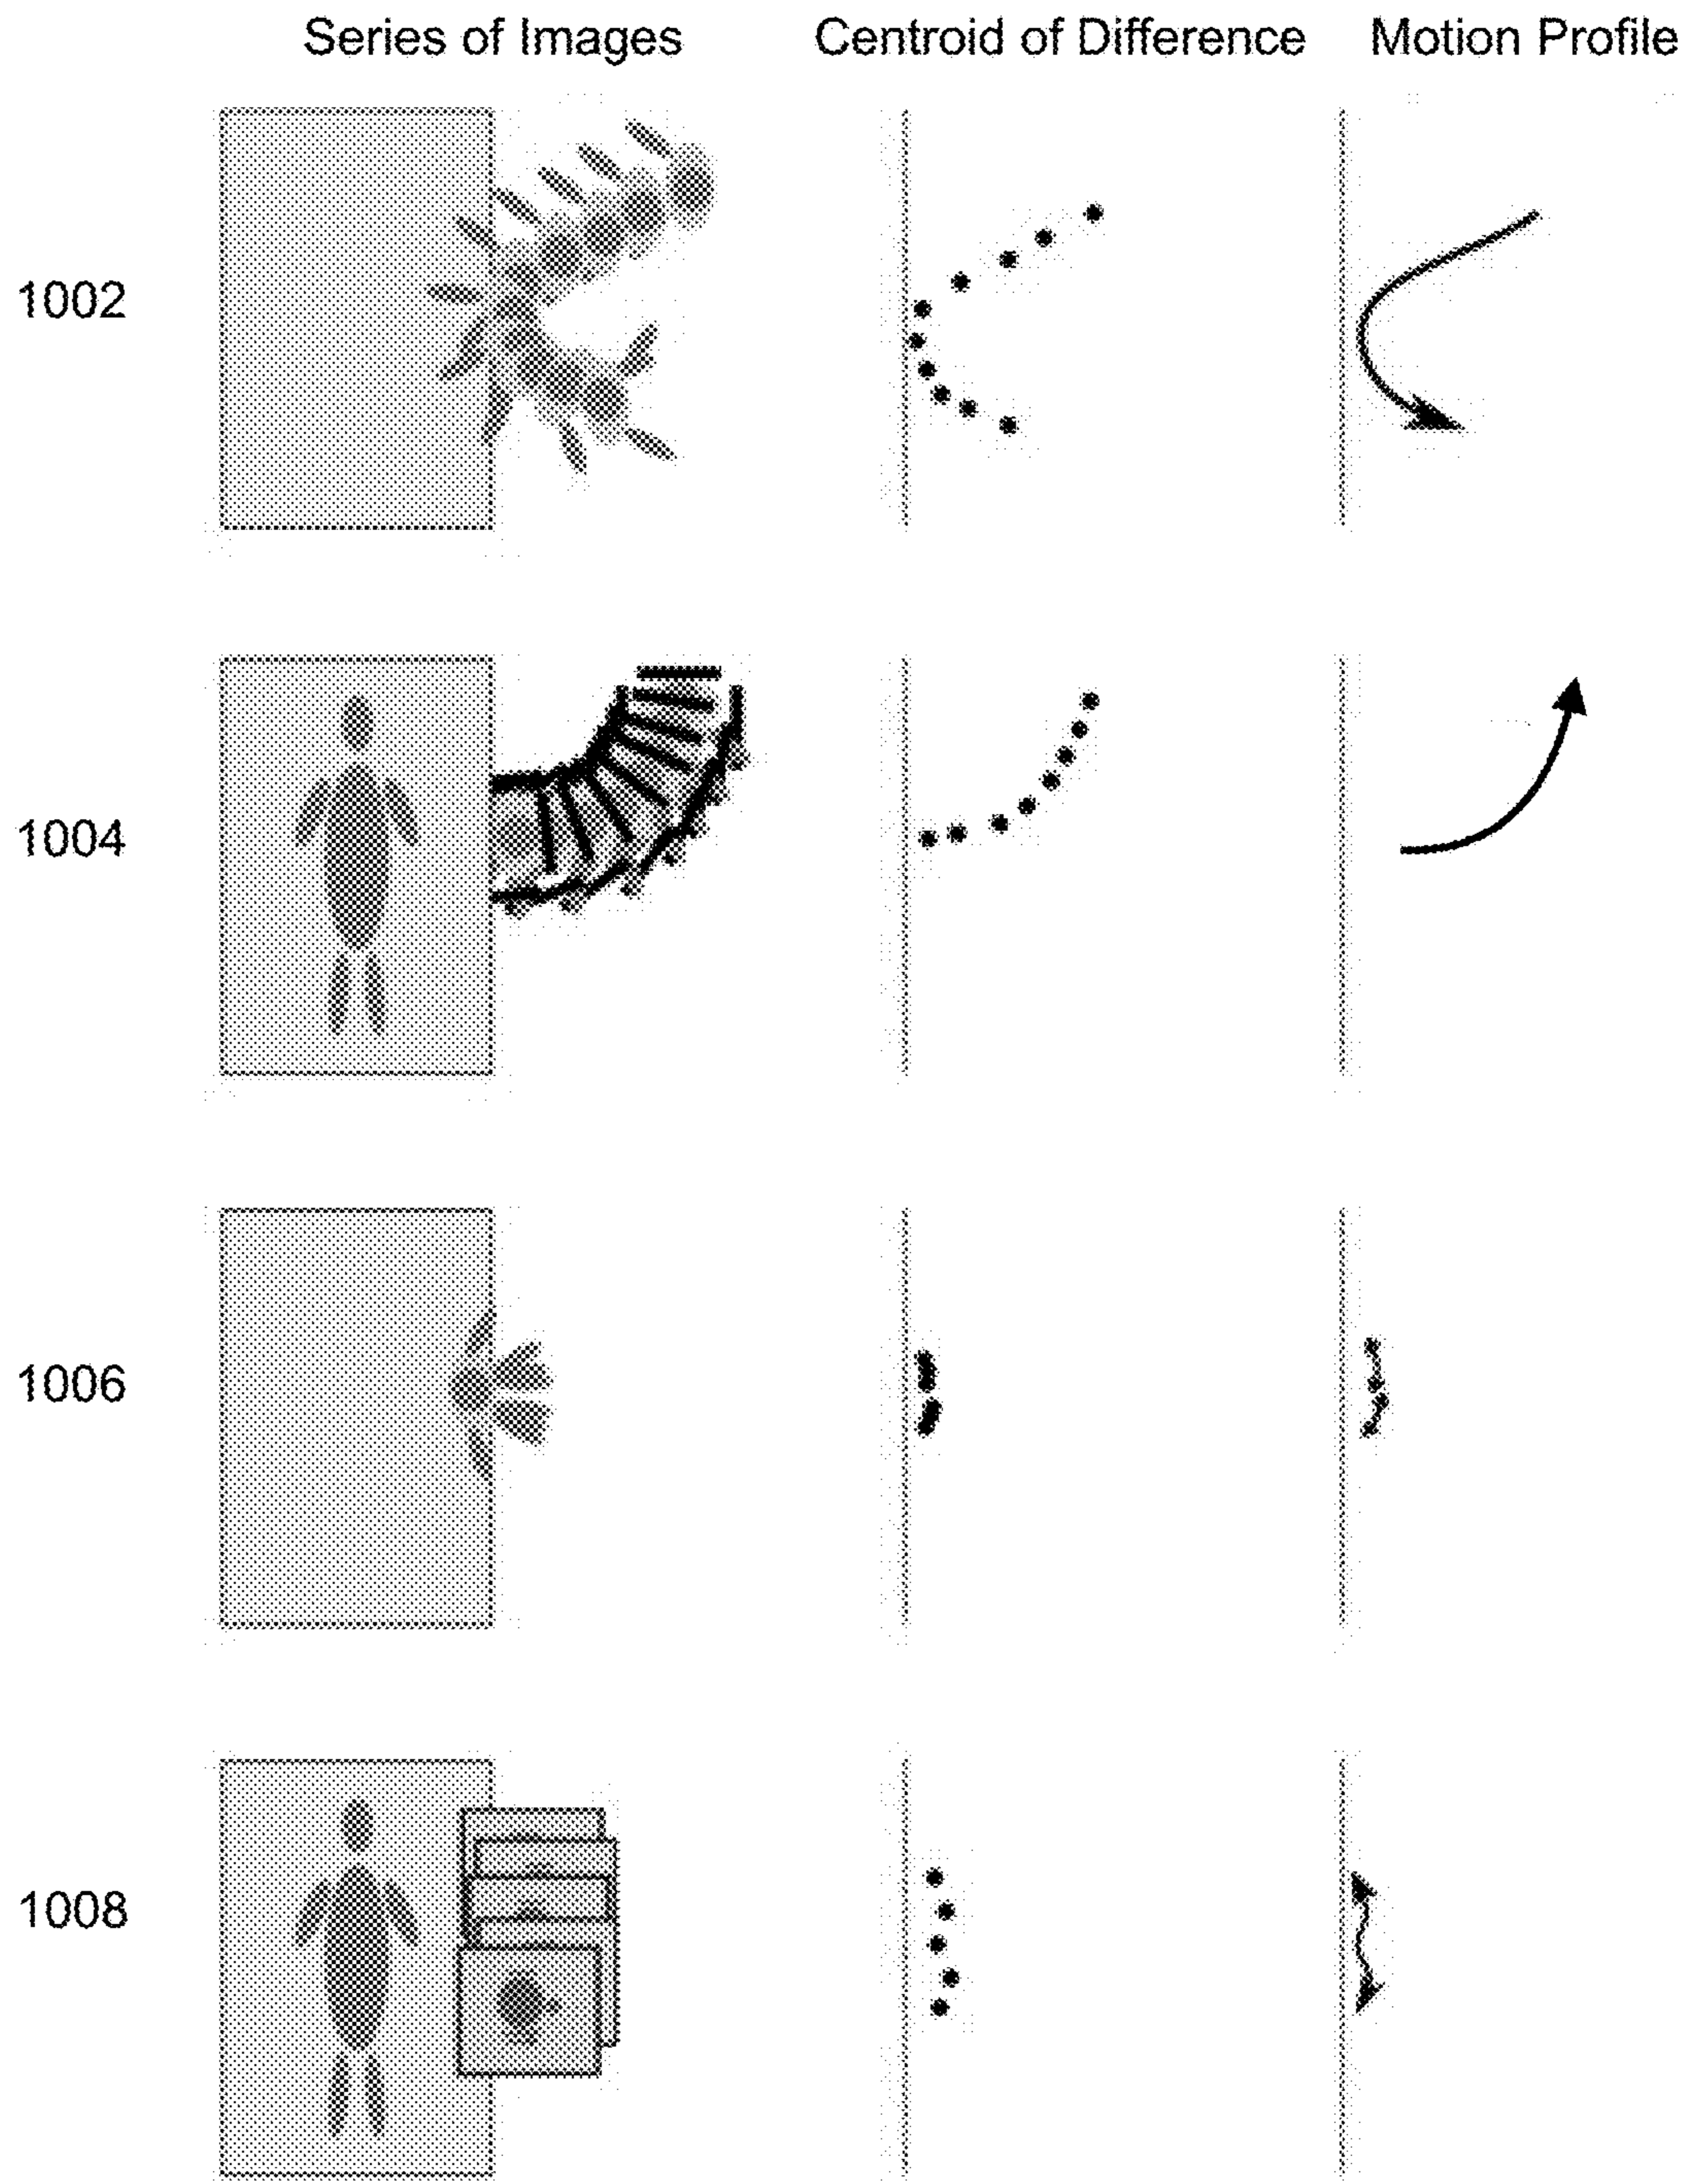 Series of Images Centroid of Difference Motion Profile
1002
1004
1006
1008